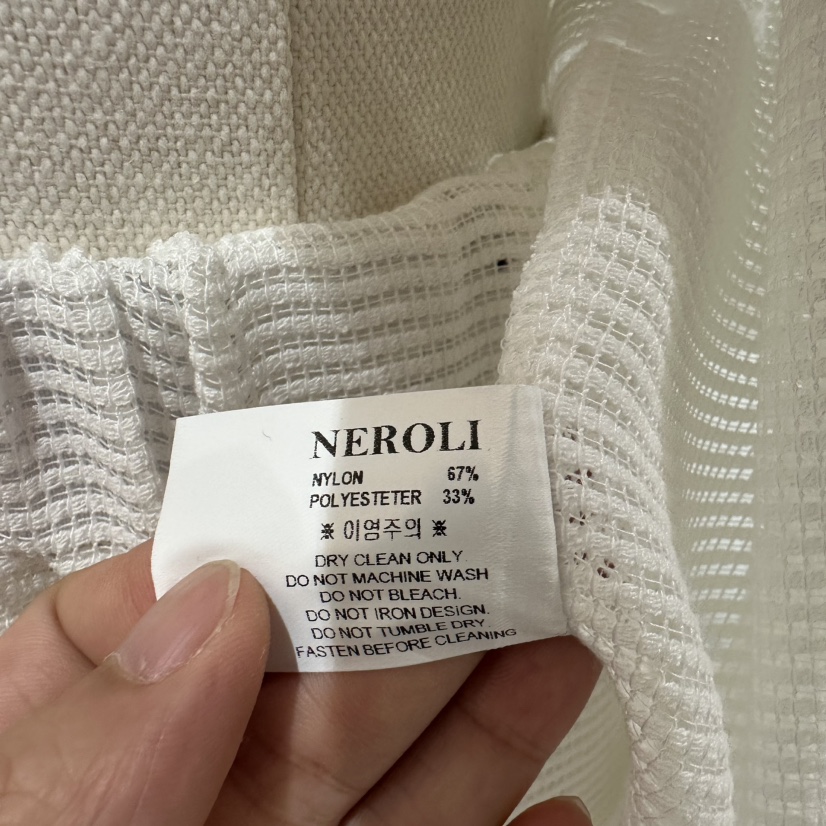 NEROLI
NYLON 67%
POLYESTETER 33%
※ 이염주의 ※
DRY CLEAN ONLY
DO NOT MACHINE WASH
DO NOT BLEACH.
DO NOT IRON DESIGN.
DO NOT TUMBLE DRY.
FASTEN BEFORE CLEANING